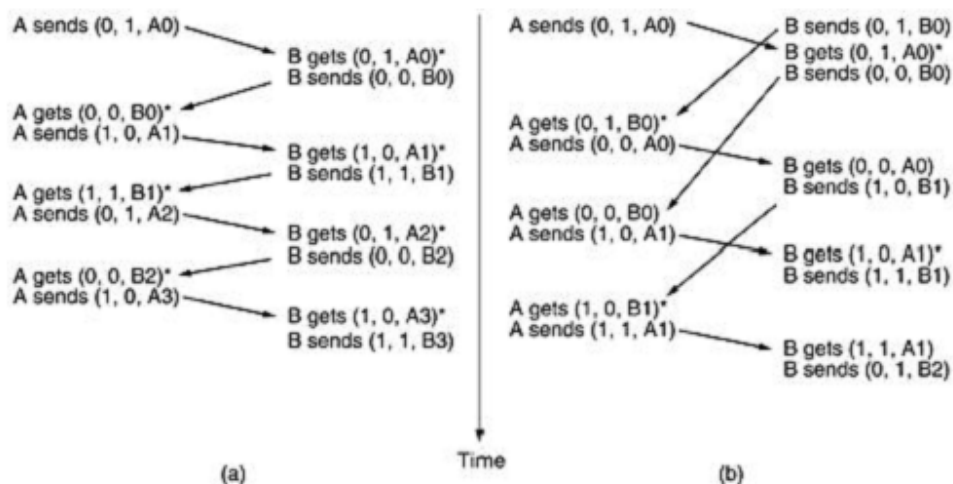 A sends (0, 1, A0)
B gets (0, 1, A0)*
B sends (0, 0, B0)
A gets (0, 0, B0)*
A sends (1, 0, A1)
B gets (1, 0, A1)*
B sends (1, 1, B1)
A gets (1, 1, B1)*
A sends (0, 1, A2)
B gets (0, 1, A2)*
B sends (0, 0, B2)
A gets (0, 0, B2)*
A sends (1, 0, A3)
B gets (1, 0, A3)*
B sends (1, 1, B3)
(a)
Time
A sends (0, 1, A0)
B sends (0, 1, B0)
B gets (0, 1, A0)*
B sends (0, 0, B0)
A gets (0, 1, B0)*
A sends (0, 0, A0)
B gets (0, 0, A0)
B sends (1, 0, B1)
A gets (0, 0, B0)
A sends (1, 0, A1)
B gets (1, 0, A1)*
B sends (1, 1, B1)
A gets (1, 0, B1)*
A sends (1, 1, A1)
B gets (1, 1, A1)
B sends (0, 1, B2)
(b)